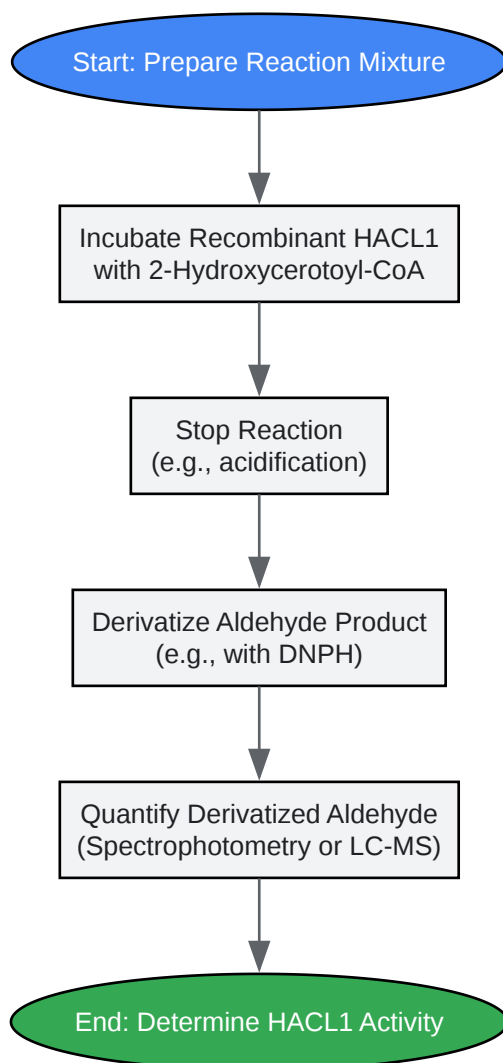 Start: Prepare Reaction Mixture
Incubate Recombinant HACL1
with 2-Hydroxycerotoyl-CoA
Stop Reaction
(e.g., acidification)
Derivatize Aldehyde Product
(e.g., with DNPH)
Quantify Derivatized Aldehyde
(Spectrophotometry or LC-MS)
End: Determine HACL1 Activity